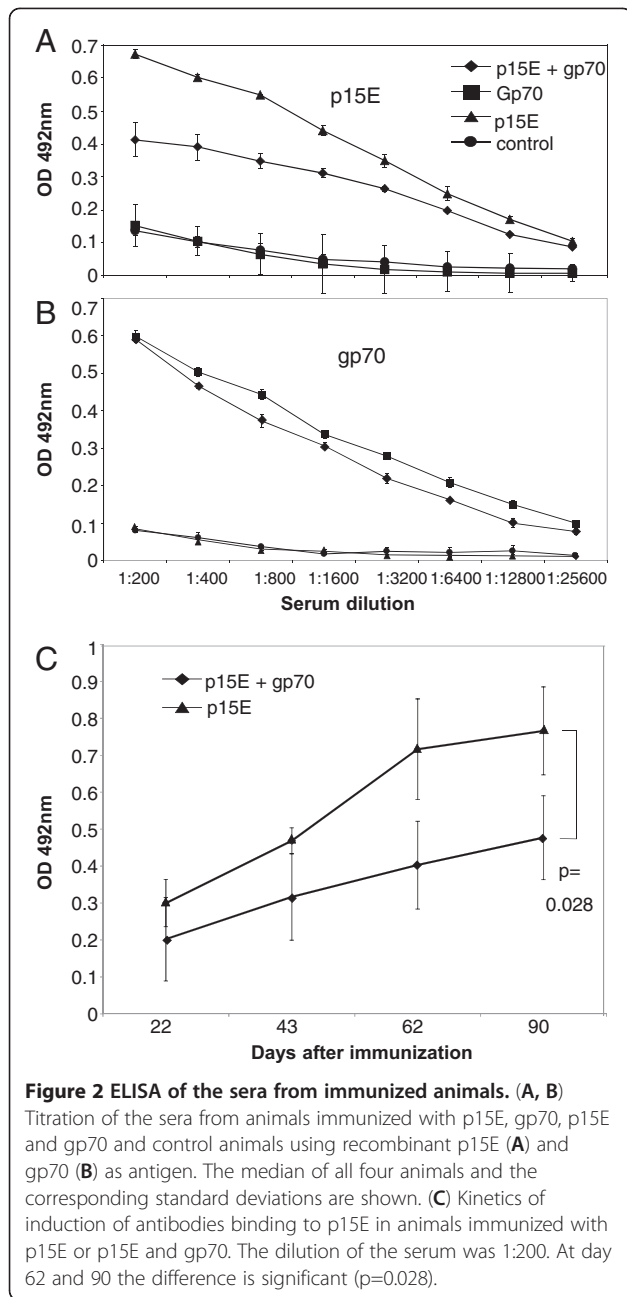 A
0.7
0.6
0.5
0.4
0.3
0.2
0.1
0
OD 492nm
p15E
p15E + gp70
Gp70
p15E
control
B
0.7
0.6
0.5
0.4
0.3
0.2
0.1
0
OD 492nm
gp70
1:200 1:400 1:800 1:1600 1:3200 1:6400 1:12800 1:25600
Serum dilution
C
1
0.9
0.8
0.7
0.6
0.5
0.4
0.3
0.2
0.1
0
OD 492nm
p15E + gp70
p15E
p=
0.028
22 43 62 90
Days after immunization
Figure 2 ELISA of the sera from immunized animals. (A, B)
Titration of the sera from animals immunized with p15E, gp70, p15E
and gp70 and control animals using recombinant p15E (A) and
gp70 (B) as antigen. The median of all four animals and the
corresponding standard deviations are shown. (C) Kinetics of
induction of antibodies binding to p15E in animals immunized with
p15E or p15E and gp70. The dilution of the serum was 1:200. At day
62 and 90 the difference is significant (p=0.028).